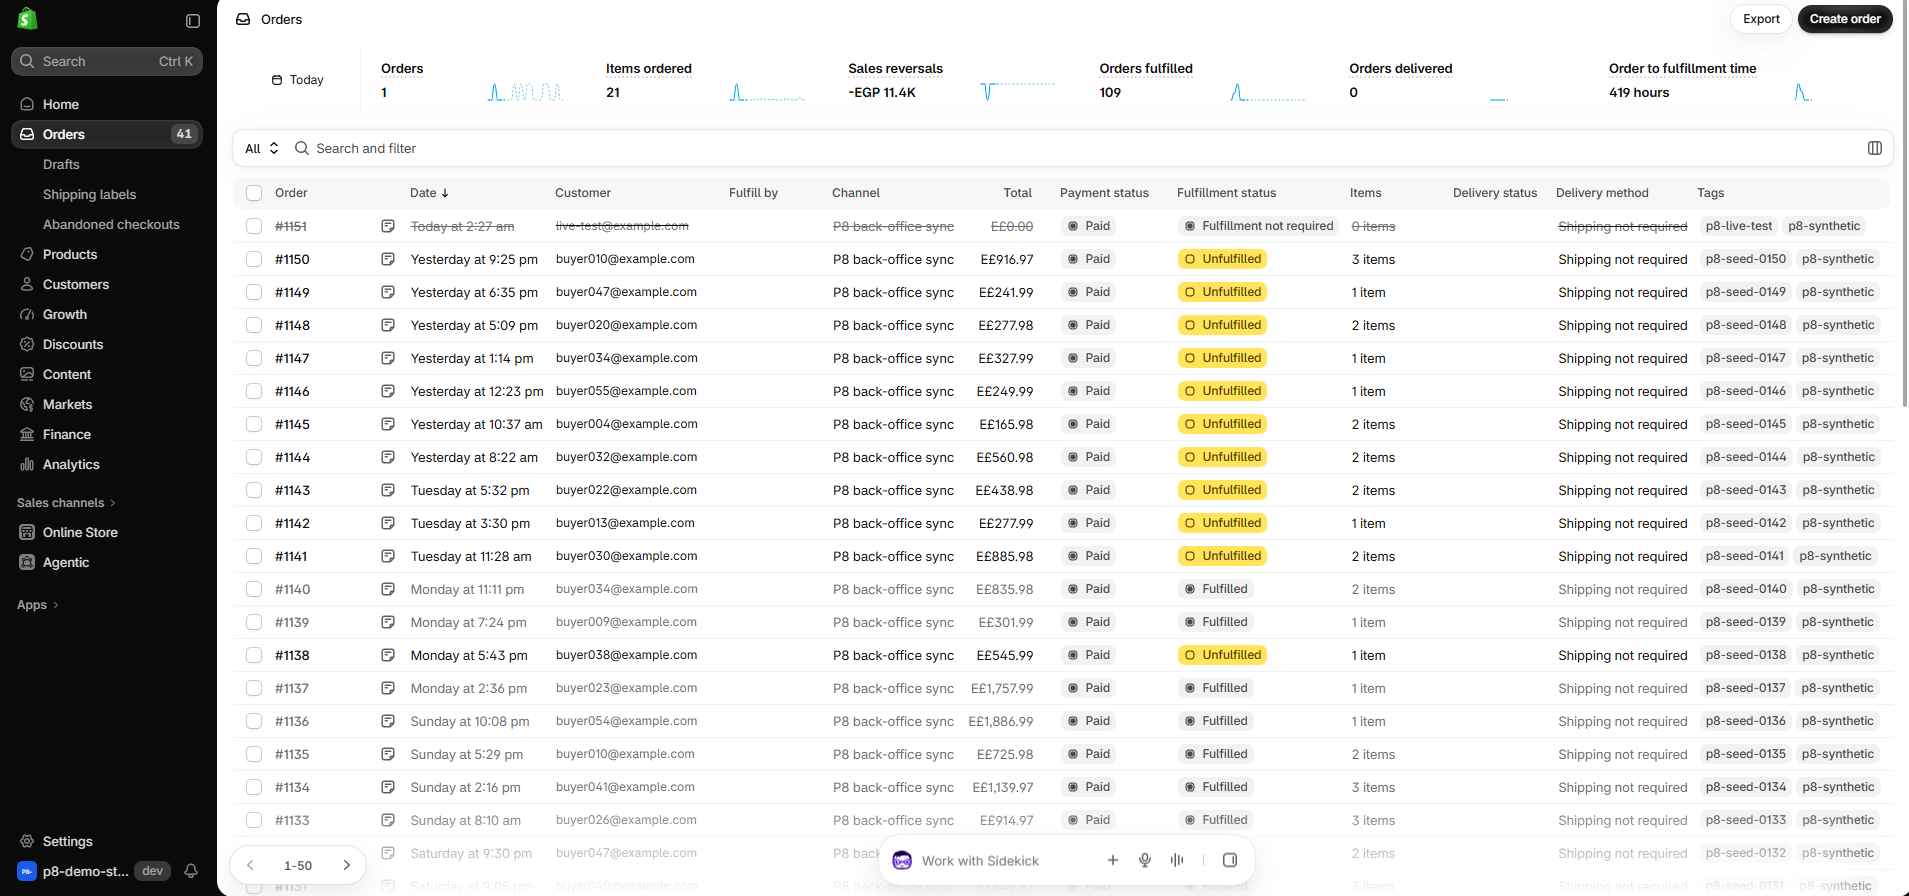 Search Ctrl K
Home
Orders 41
Drafts
Shipping labels
Abandoned checkouts
Products
Customers
Growth
Discounts
Content
Markets
Finance
Analytics
Sales channels
Online Store
Agentic
Apps
Settings
p8-demo-st... dev
Orders
Export Create order
Today
Orders
1
Items ordered
21
Sales reversals
-EGP 11.4K
Orders fulfilled
109
Orders delivered
0
Order to fulfillment time
419 hours
All Search and filter
Order Date Customer Fulfill by Channel Total Payment status Fulfillment status Items Delivery status Delivery method Tags
#1151 Today at 2:27 am live-test@example.com P8 back-office sync E£0.00 Paid Fulfillment not required 0 items Shipping not required p8-live-test p8-synthetic
#1150 Yesterday at 9:25 pm buyer010@example.com P8 back-office sync E£916.97 Paid Unfulfilled 3 items Shipping not required p8-seed-0150 p8-synthetic
#1149 Yesterday at 6:35 pm buyer047@example.com P8 back-office sync E£241.99 Paid Unfulfilled 1 item Shipping not required p8-seed-0149 p8-synthetic
#1148 Yesterday at 5:09 pm buyer020@example.com P8 back-office sync E£277.98 Paid Unfulfilled 2 items Shipping not required p8-seed-0148 p8-synthetic
#1147 Yesterday at 1:14 pm buyer034@example.com P8 back-office sync E£327.99 Paid Unfulfilled 1 item Shipping not required p8-seed-0147 p8-synthetic
#1146 Yesterday at 12:23 pm buyer055@example.com P8 back-office sync E£249.99 Paid Unfulfilled 1 item Shipping not required p8-seed-0146 p8-synthetic
#1145 Yesterday at 10:37 am buyer004@example.com P8 back-office sync E£165.98 Paid Unfulfilled 2 items Shipping not required p8-seed-0145 p8-synthetic
#1144 Yesterday at 8:22 am buyer032@example.com P8 back-office sync E£560.98 Paid Unfulfilled 2 items Shipping not required p8-seed-0144 p8-synthetic
#1143 Tuesday at 5:32 pm buyer022@example.com P8 back-office sync E£438.98 Paid Unfulfilled 2 items Shipping not required p8-seed-0143 p8-synthetic
#1142 Tuesday at 3:30 pm buyer013@example.com P8 back-office sync E£277.99 Paid Unfulfilled 1 item Shipping not required p8-seed-0142 p8-synthetic
#1141 Tuesday at 11:28 am buyer030@example.com P8 back-office sync E£885.98 Paid Unfulfilled 2 items Shipping not required p8-seed-0141 p8-synthetic
#1140 Monday at 11:11 pm buyer034@example.com P8 back-office sync E£835.98 Paid Fulfilled 2 items Shipping not required p8-seed-0140 p8-synthetic
#1139 Monday at 7:24 pm buyer009@example.com P8 back-office sync E£301.99 Paid Fulfilled 1 item Shipping not required p8-seed-0139 p8-synthetic
#1138 Monday at 5:43 pm buyer038@example.com P8 back-office sync E£545.99 Paid Unfulfilled 1 item Shipping not required p8-seed-0138 p8-synthetic
#1137 Monday at 2:36 pm buyer023@example.com P8 back-office sync E£1,757.99 Paid Fulfilled 1 item Shipping not required p8-seed-0137 p8-synthetic
#1136 Sunday at 10:08 pm buyer054@example.com P8 back-office sync E£1,886.99 Paid Fulfilled 1 item Shipping not required p8-seed-0136 p8-synthetic
#1135 Sunday at 5:29 pm buyer010@example.com P8 back-office sync E£725.98 Paid Fulfilled 2 items Shipping not required p8-seed-0135 p8-synthetic
#1134 Sunday at 2:16 pm buyer041@example.com P8 back-office sync E£1,139.97 Paid Fulfilled 3 items Shipping not required p8-seed-0134 p8-synthetic
#1133 Sunday at 8:10 am buyer026@example.com P8 back-office sync E£914.97 Paid Fulfilled 3 items Shipping not required p8-seed-0133 p8-synthetic
Saturday at 9:30 pm buyer047@example.com P8 back-office 2 items Shipping not required p8-seed-0132 p8-synthetic
#1131 Saturday at 9:05 pm buyer040@example.com P8 back-office 3 items Shipping not required p8-seed-0131 p8-synthetic
1-50
Work with Sidekick